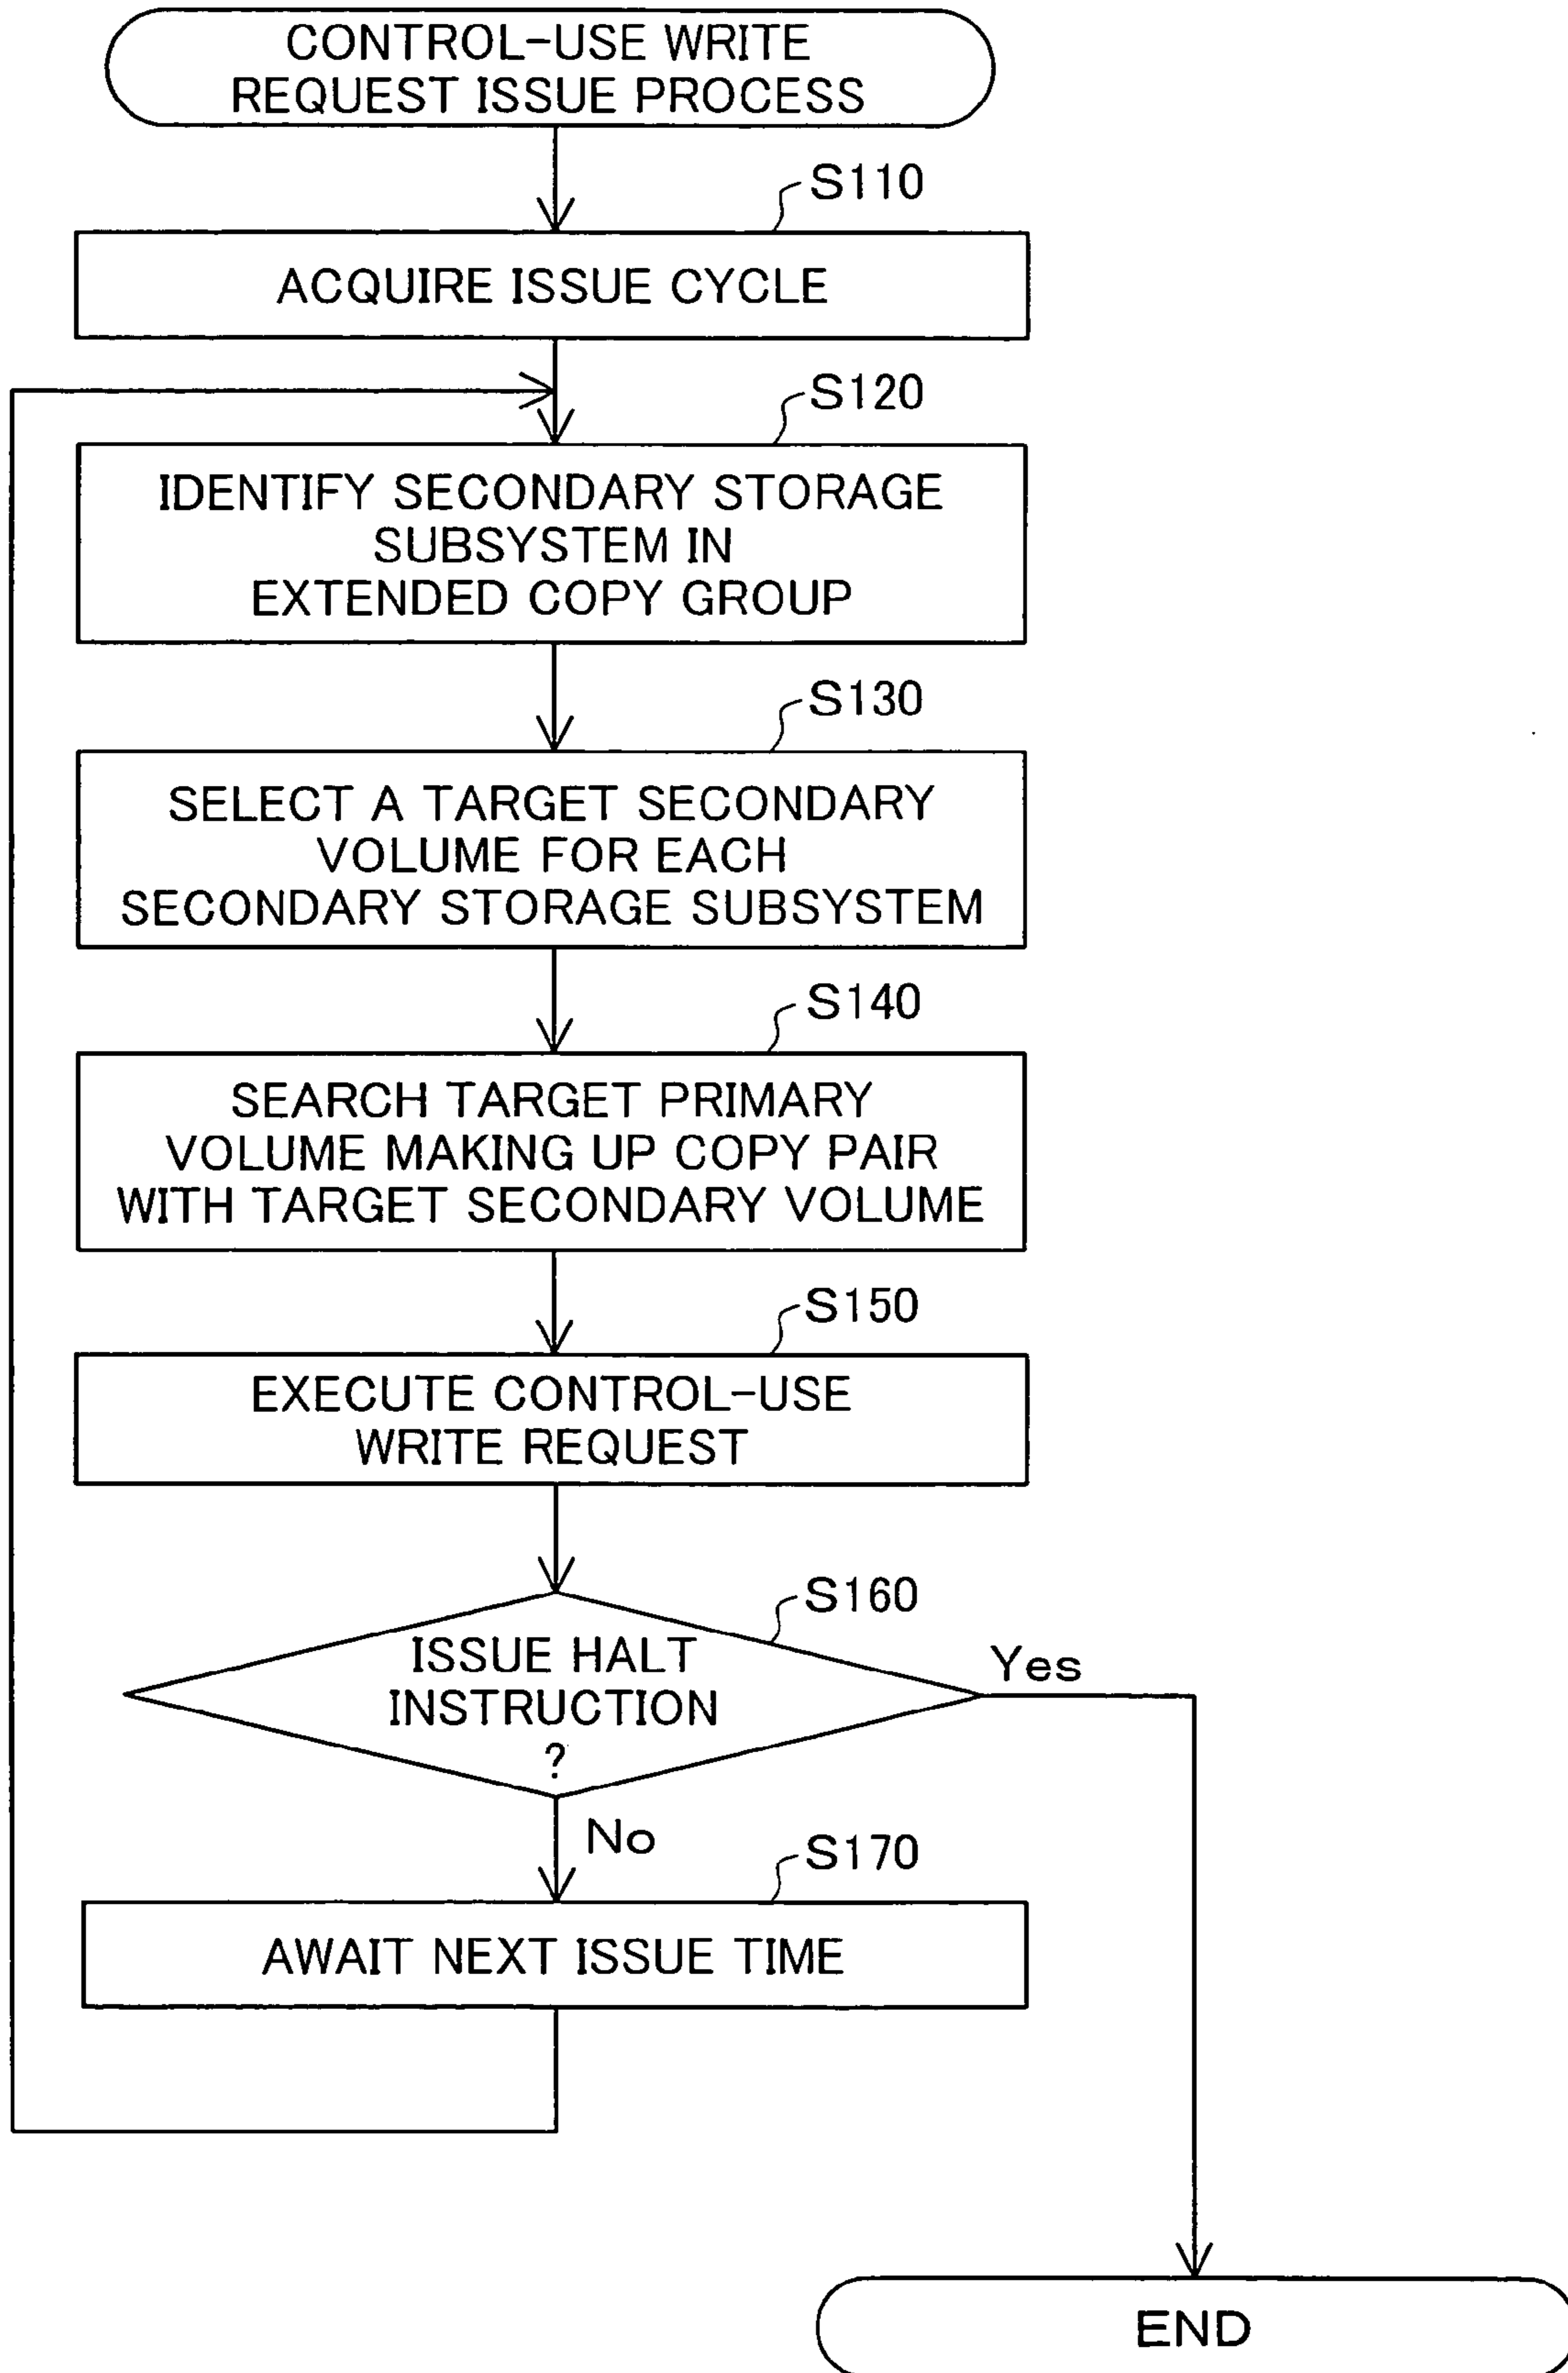 CONTROL-USE WRITE
REQUEST ISSUE PROCESS
S110
ACQUIRE ISSUE CYCLE
S120
IDENTIFY SECONDARY STORAGE
SUBSYSTEM IN
EXTENDED COPY GROUP
S130
SELECT A TARGET SECONDARY
VOLUME FOR EACH
SECONDARY STORAGE SUBSYSTEM
S140
SEARCH TARGET PRIMARY
VOLUME MAKING UP COPY PAIR
WITH TARGET SECONDARY VOLUME
S150
EXECUTE CONTROL-USE
WRITE REQUEST
S160
ISSUE HALT
INSTRUCTION
?
Yes
No
S170
AWAIT NEXT ISSUE TIME
END